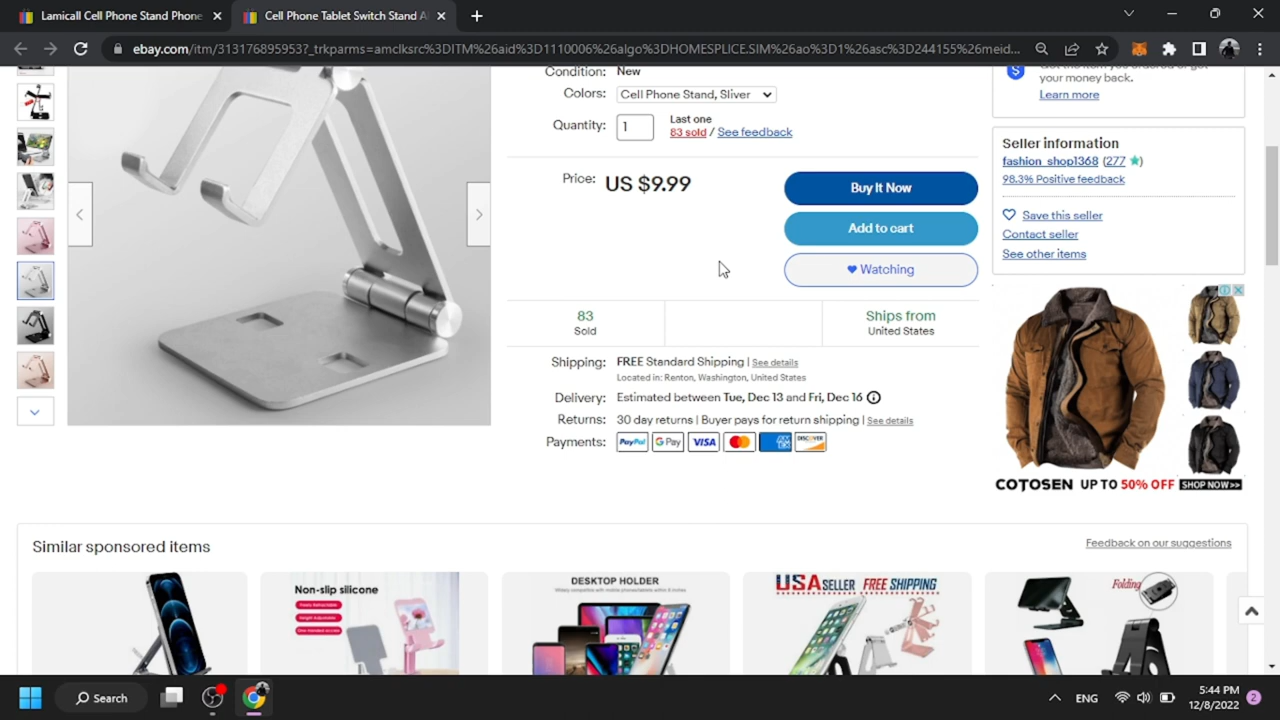 Lamicall Cell Phone Stand Phone
Cell Phone Tablet Switch Stand Al
ebay.com/itm/313176895953?_trkparms=amclksrc%3DITM%26aid%3D1110006%26algo%3DHOMESPLICE.SIM%26ao%3D1%26asc%3D244155%26meid...
Condition: New
your money back.
Learn more
Colors: Cell Phone Stand, Sliver
Quantity: 1
Last one
83 sold / See feedback
Seller information
fashion_shop1368 (277)
98.3% Positive feedback
Price: US $9.99
Buy It Now
Add to cart
Watching
Save this seller
Contact seller
See other items
83
Sold
Ships from
United States
Shipping: FREE Standard Shipping | See details
Located in: Renton, Washington, United States
Delivery: Estimated between Tue, Dec 13 and Fri, Dec 16
Returns: 30 day returns | Buyer pays for return shipping | See details
Payments: PayPal G Pay VISA DISCOVER
COTOSEN UP TO 50% OFF SHOP NOW>>
Similar sponsored items
Feedback on our suggestions
Non-slip silicone
DESKTOP HOLDER
USA SELLER FREE SHIPPING
Folding
Search
ENG
5:44 PM
12/8/2022
2